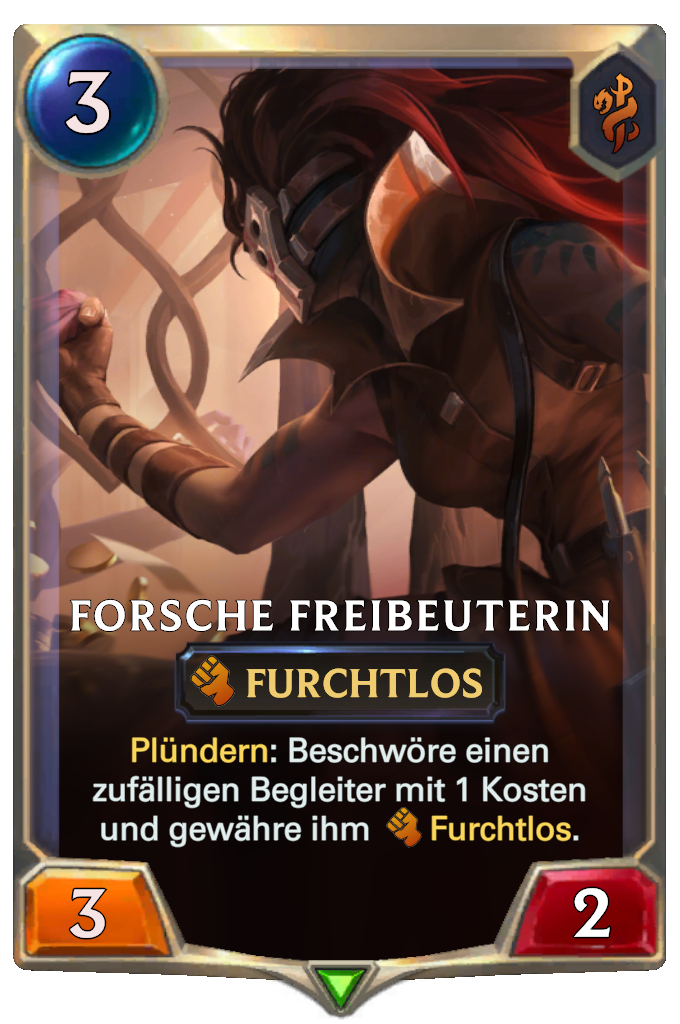 3
FORSCHE FREIBEUTERIN
FURCHTLOS
Plündern: Beschwöre einen
zufälligen Begleiter mit 1 Kosten
und gewähre ihm Furchtlos.
3
2